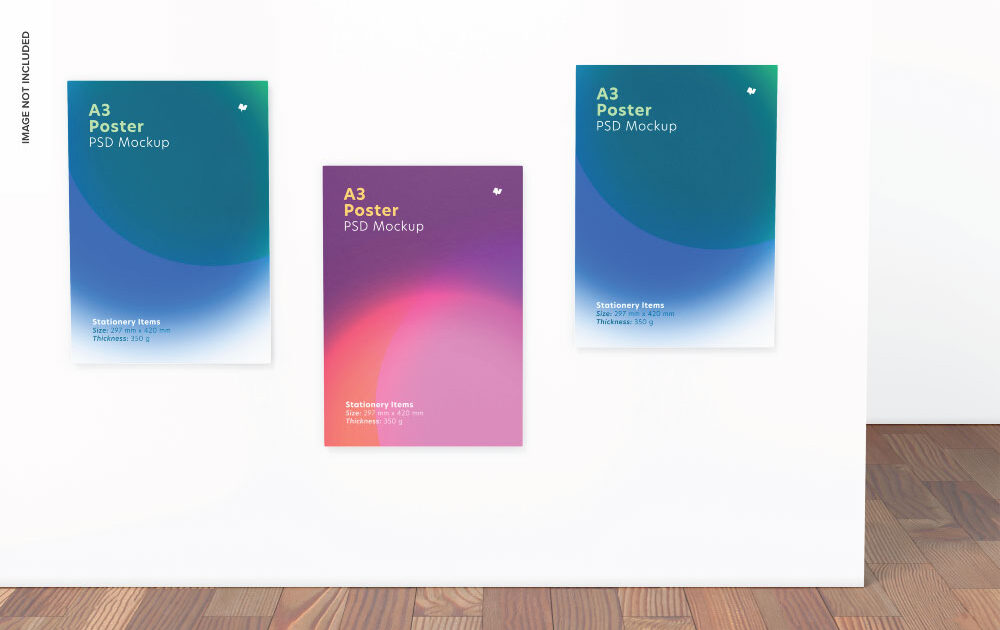 IMAGE NOT INCLUDED
A3
Poster
PSD Mockup
Stationery Items
Size: 297 mm x 420 mm
Thickness: 350 g
A3
Poster
PSD Mockup
Stationery Items
Size: 297 mm x 420 mm
Thickness: 350 g
A3
Poster
PSD Mockup
Stationery Items
Size: 297 mm x 420 mm
Thickness: 350 g